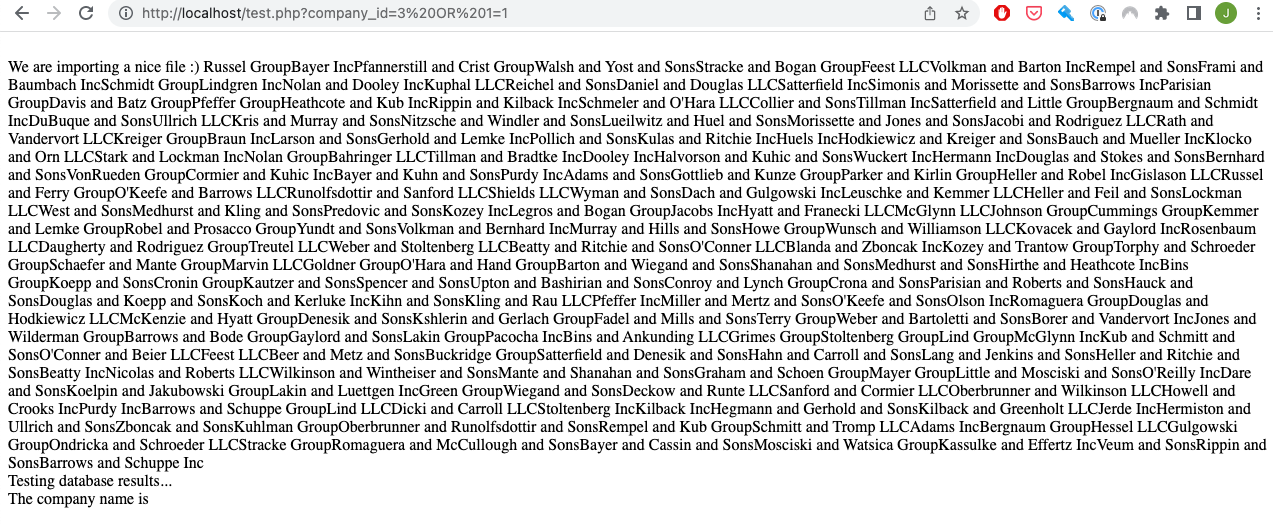 http://localhost/test.php?company_id=3%20OR%201=1
J
We are importing a nice file :) Russel GroupBayer IncPfannerstill and Crist GroupWalsh and Yost and SonsStracke and Bogan GroupFeest LLCVolkman and Barton IncRempel and SonsFrami and
Baumbach IncSchmidt GroupLindgren IncNolan and Dooley IncKuphal LLCReichel and SonsDaniel and Douglas LLCSatterfield IncSimonis and Morissette and SonsBarrows IncParisian
GroupDavis and Batz GroupPfeffer GroupHeathcote and Kub IncRippin and Kilback IncSchmeler and O'Hara LLCCollier and SonsTillman IncSatterfield and Little GroupBergnaum and Schmidt
IncDuBuque and SonsUllrich LLCKris and Murray and SonsNitzsche and Windler and SonsLueilwitz and Huel and SonsMorissette and Jones and SonsJacobi and Rodriguez LLCRath and
Vandervort LLCKreiger GroupBraun IncLarson and SonsGerhold and Lemke IncPollich and SonsKulas and Ritchie IncHuels IncHodkiewicz and Kreiger and SonsBauch and Mueller IncKlocko
and Orn LLCStark and Lockman IncNolan GroupBahringer LLCTillman and Bradtke IncDooley IncHalvorson and Kuhic and SonsWuckert IncHermann IncDouglas and Stokes and SonsBernhard
and SonsVonRueden GroupCormier and Kuhic IncBayer and Kuhn and SonsPurdy IncAdams and SonsGottlieb and Kunze GroupParker and Kirlin GroupHeller and Robel IncGislason LLCRussel
and Ferry GroupO'Keefe and Barrows LLCRunolfsdottir and Sanford LLCShields LLCWyman and SonsDach and Gulgowski IncLeuschke and Kemmer LLCHeller and Feil and SonsLockman
LLCWest and SonsMedhurst and Kling and SonsPredovic and SonsKozey IncLegros and Bogan GroupJacobs IncHyatt and Franecki LLCMcGlynn LLCJohnson GroupCummings GroupKemmer
and Lemke GroupRobel and Prosacco GroupYundt and SonsVolkman and Bernhard IncMurray and Hills and SonsHowe GroupWunsch and Williamson LLCKovacek and Gaylord IncRosenbaum
LLCDaugherty and Rodriguez GroupTreutel LLCWeber and Stoltenberg LLCBeatty and Ritchie and SonsO'Conner LLCBlanda and Zboncak IncKozey and Trantow GroupTorphy and Schroeder
GroupSchaefer and Mante GroupMarvin LLCGoldner GroupO'Hara and Hand GroupBarton and Wiegand and SonsShanahan and SonsMedhurst and SonsHirthe and Heathcote IncBins
GroupKoepp and SonsCronin GroupKautzer and SonsSpencer and SonsUpton and Bashirian and SonsConroy and Lynch GroupCrona and SonsParisian and Roberts and SonsHauck and
SonsDouglas and Koepp and SonsKoch and Kerluke IncKihn and SonsKling and Rau LLCPfeffer IncMiller and Mertz and SonsO'Keefe and SonsOlson IncRomaguera GroupDouglas and
Hodkiewicz LLCMcKenzie and Hyatt GroupDenesik and SonsKshlerin and Gerlach GroupFadel and Mills and SonsTerry GroupWeber and Bartoletti and SonsBorer and Vandervort IncJones and
Wilderman GroupBarrows and Bode GroupGaylord and SonsLakin GroupPacocha IncBins and Ankunding LLCGrimes GroupStoltenberg GroupLind GroupMcGlynn IncKub and Schmitt and
SonsO'Conner and Beier LLCFeest LLCBeer and Metz and SonsBuckridge GroupSatterfield and Denesik and SonsHahn and Carroll and SonsLang and Jenkins and SonsHeller and Ritchie and
SonsBeatty IncNicolas and Roberts LLCWilkinson and Wintheiser and SonsMante and Shanahan and SonsGraham and Schoen GroupMayer GroupLittle and Mosciski and SonsO'Reilly IncDare
and SonsKoelpin and Jakubowski GroupLakin and Luettgen IncGreen GroupWiegand and SonsDeckow and Runte LLCSanford and Cormier LLCOberbrunner and Wilkinson LLCHowell and
Crooks IncPurdy IncBarrows and Schuppe GroupLind LLCDicki and Carroll LLCStoltenberg IncKilback IncHegmann and Gerhold and SonsKilback and Greenholt LLCJerde IncHermiston and
Ullrich and SonsZboncak and SonsKuhlman GroupOberbrunner and Runolfsdottir and SonsRempel and Kub GroupSchmitt and Tromp LLCAdams IncBergnaum GroupHessel LLCGulgowski
GroupOndricka and Schroeder LLCStracke GroupRomaguera and McCullough and SonsBayer and Cassin and SonsMosciski and Watsica GroupKassulke and Effertz IncVeum and SonsRippin and
SonsBarrows and Schuppe Inc
Testing database results...
The company name is